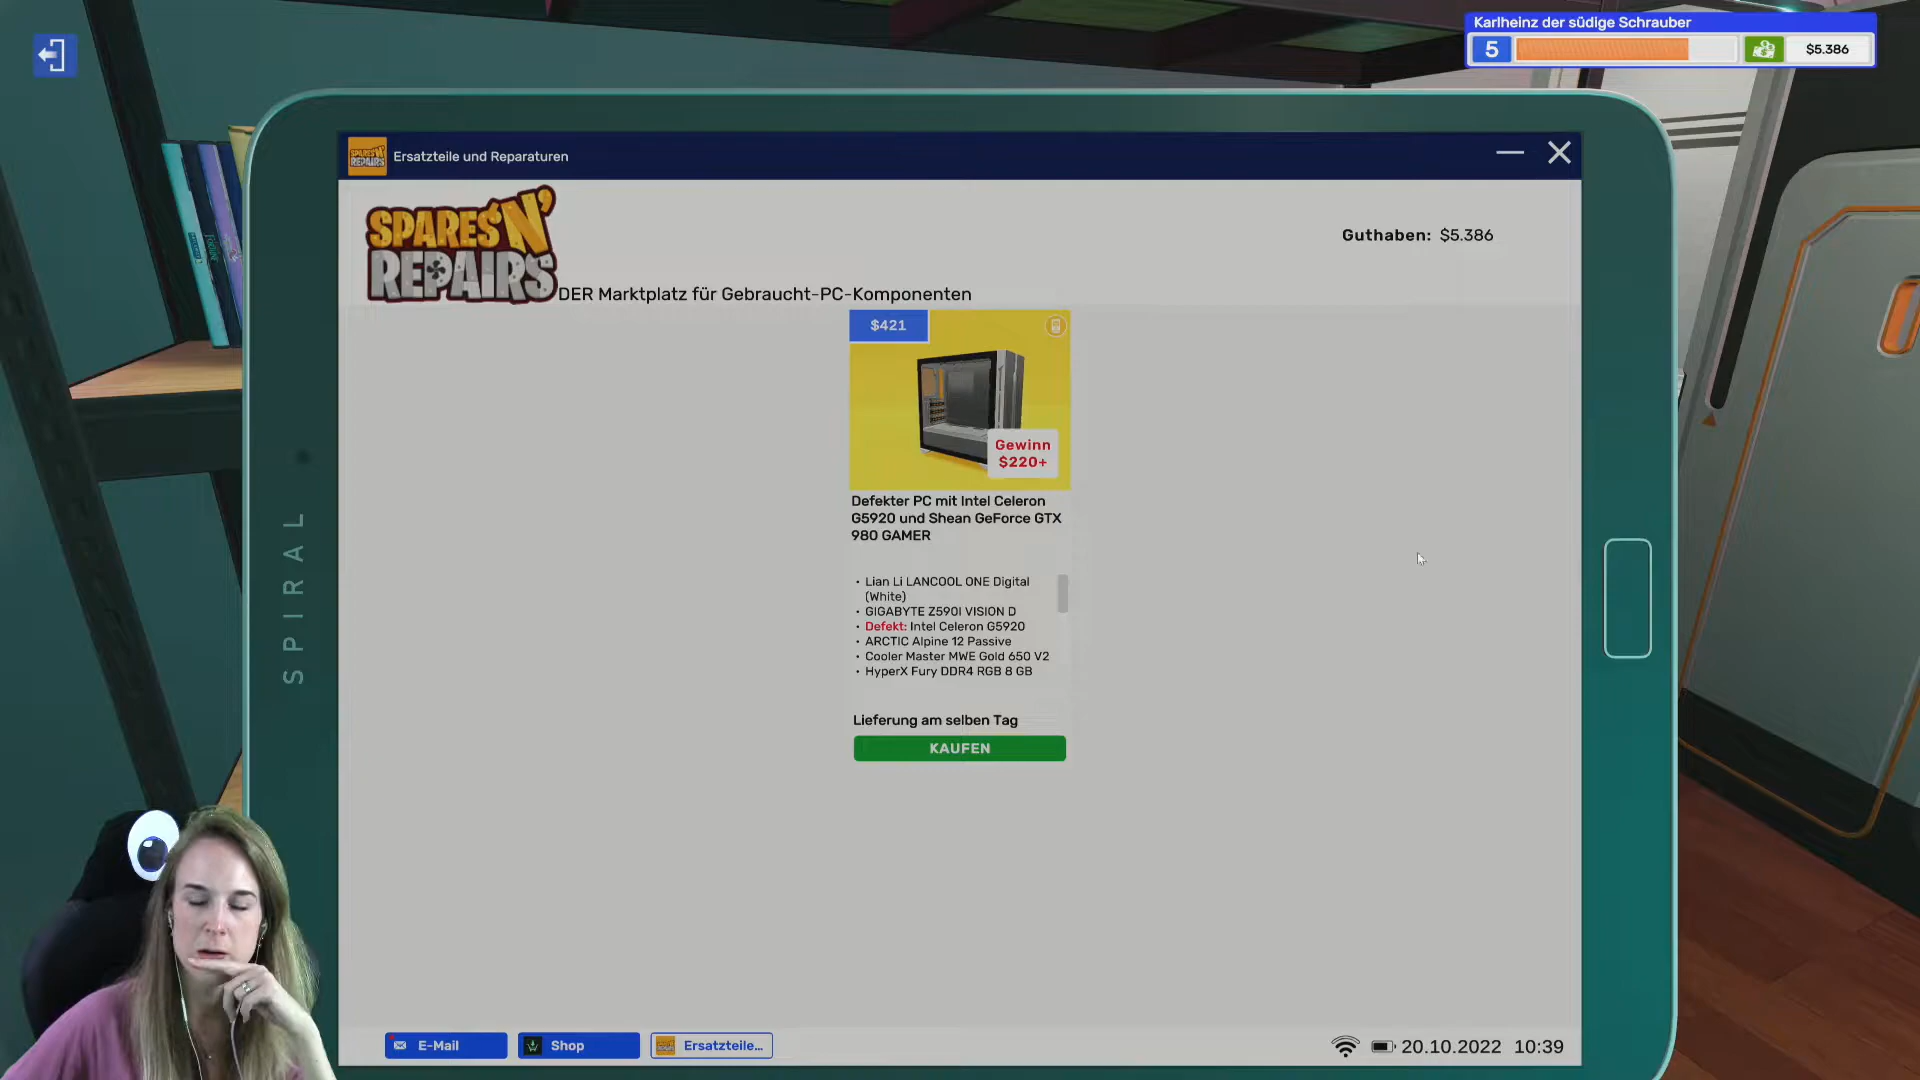 Karlheinz der südige Schrauber
5
$5.386
Ersatzteile und Reparaturen
SPARES N' REPAIRS
Guthaben: $5.386
DER Marktplatz für Gebraucht-PC-Komponenten
$421
Gewinn
$220+
Defekter PC mit Intel Celeron
G5920 und Shean GeForce GTX
980 GAMER
• Lian Li LANCOOL ONE Digital
(White)
• GIGABYTE Z590I VISION D
• Defekt: Intel Celeron G5920
• ARCTIC Alpine 12 Passive
• Cooler Master MWE Gold 650 V2
• HyperX Fury DDR4 RGB 8 GB
Lieferung am selben Tag
KAUFEN
SPIRAL
E-Mail
Shop
Ersatzteile...
20.10.2022 10:39